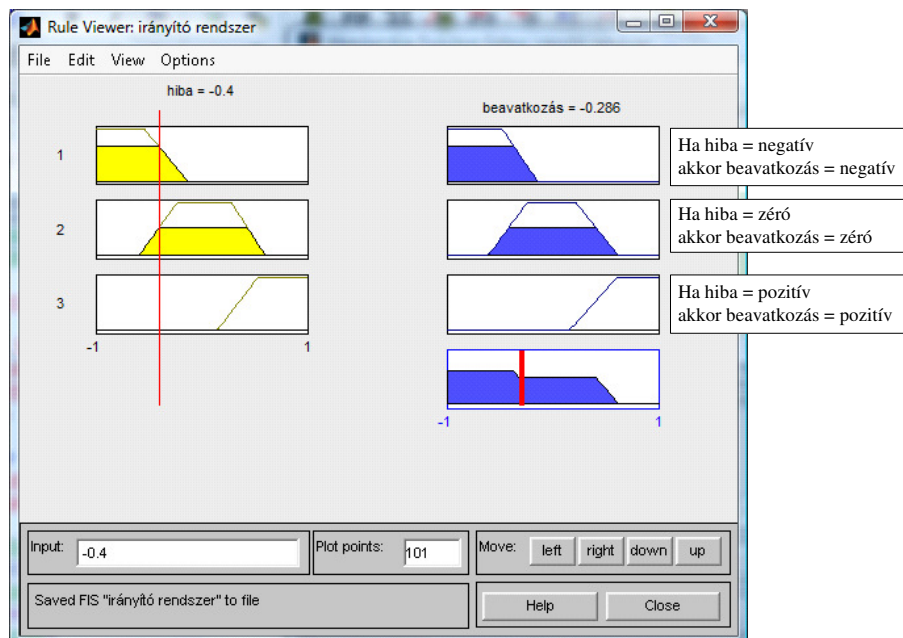 Rule Viewer: irányító rendszer
File Edit View Options
hiba = -0.4
beavatkozás = -0.286
1
Ha hiba = negatív
akkor beavatkozás = negatív
2
Ha hiba = zéró
akkor beavatkozás = zéró
3
Ha hiba = pozitív
akkor beavatkozás = pozitív
-1 1
-1 1
Input: -0.4 Plot points: 101 Move: left right down up
Saved FIS "irányító rendszer" to file Help Close